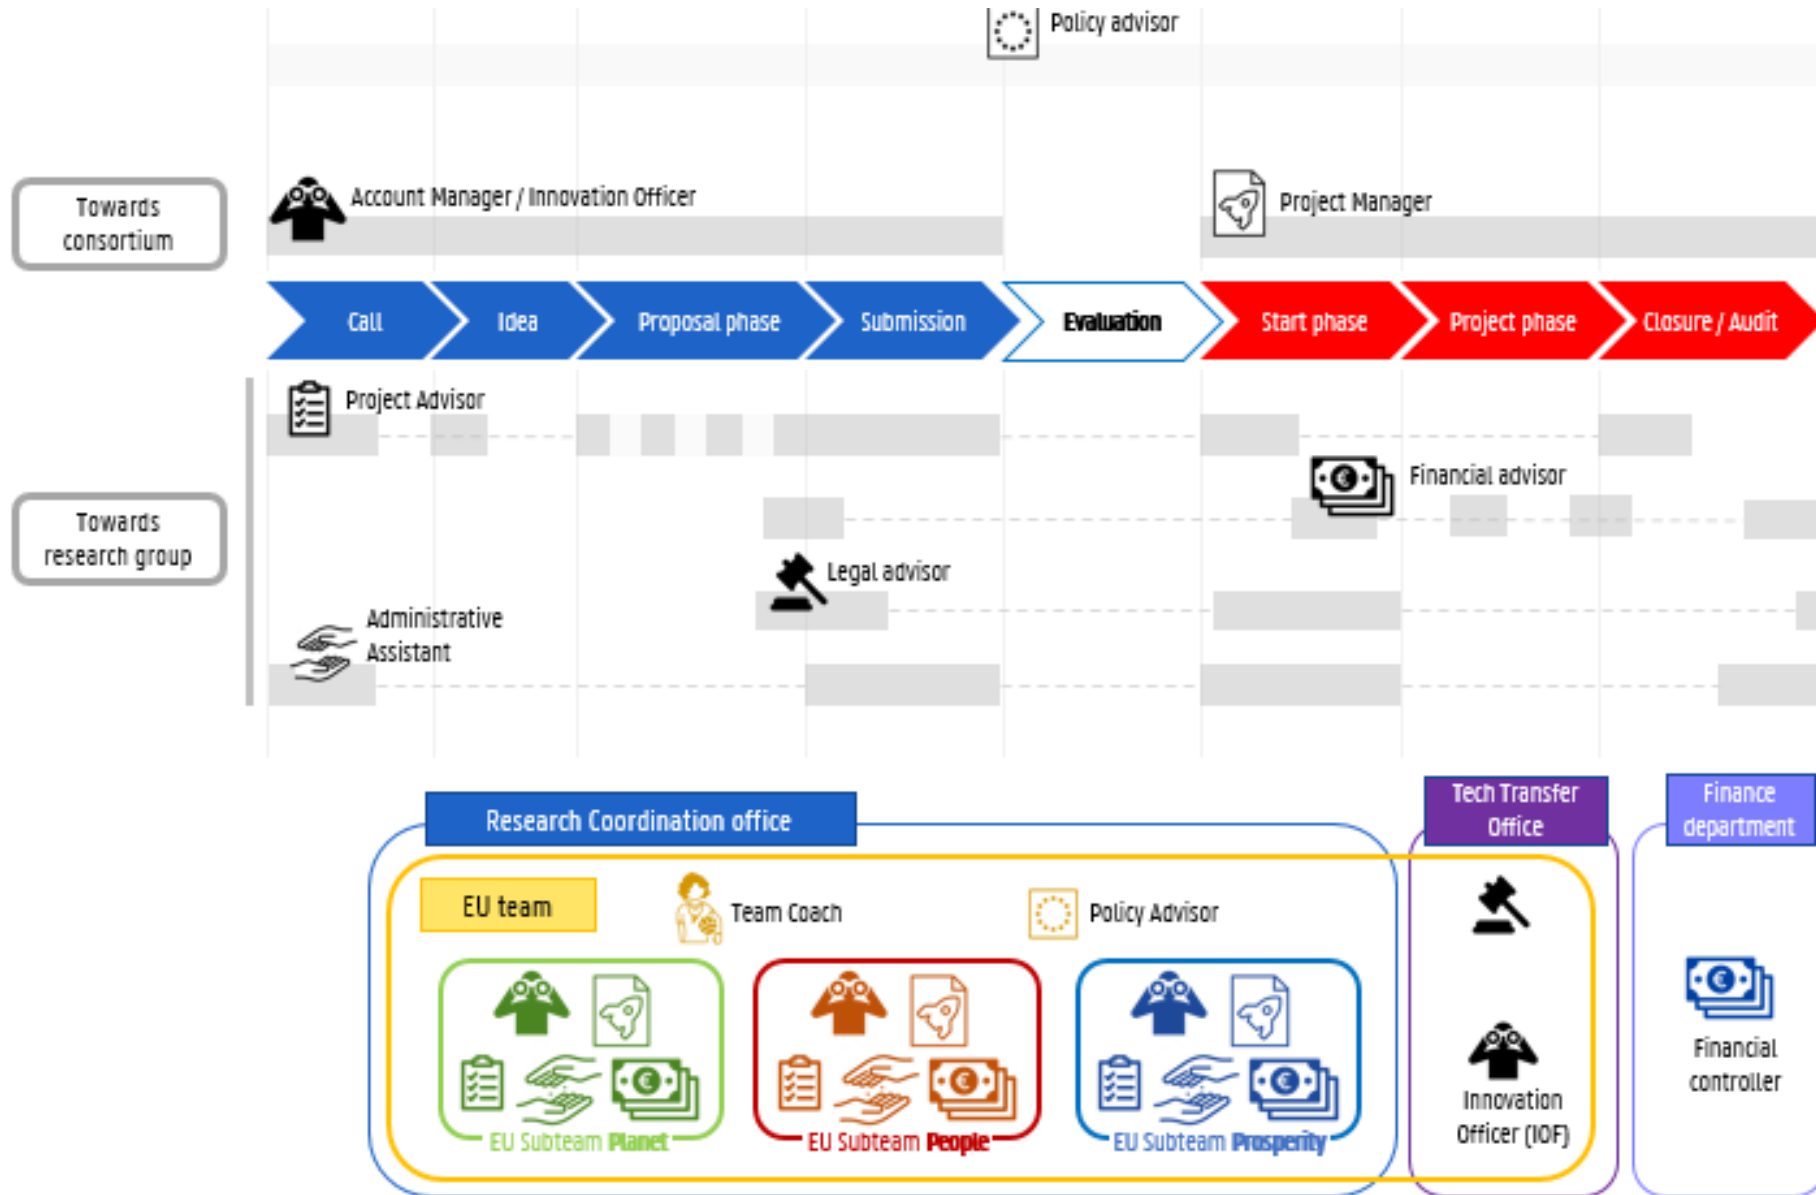 Policy advisor
Towards
consortium
Account Manager / Innovation Officer
Project Manager
Call
Idea
Proposal phase
Submission
Evaluation
Start phase
Project phase
Closure / Audit
Project Advisor
Financial advisor
Towards
research group
Legal advisor
Administrative
Assistant
Research Coordination office
Tech Transfer
Office
Finance
department
EU team
Team Coach
Policy Advisor
EU Subteam Planet
EU Subteam People
EU Subteam Prosperity
Innovation
Officer (IOF)
Financial
controller